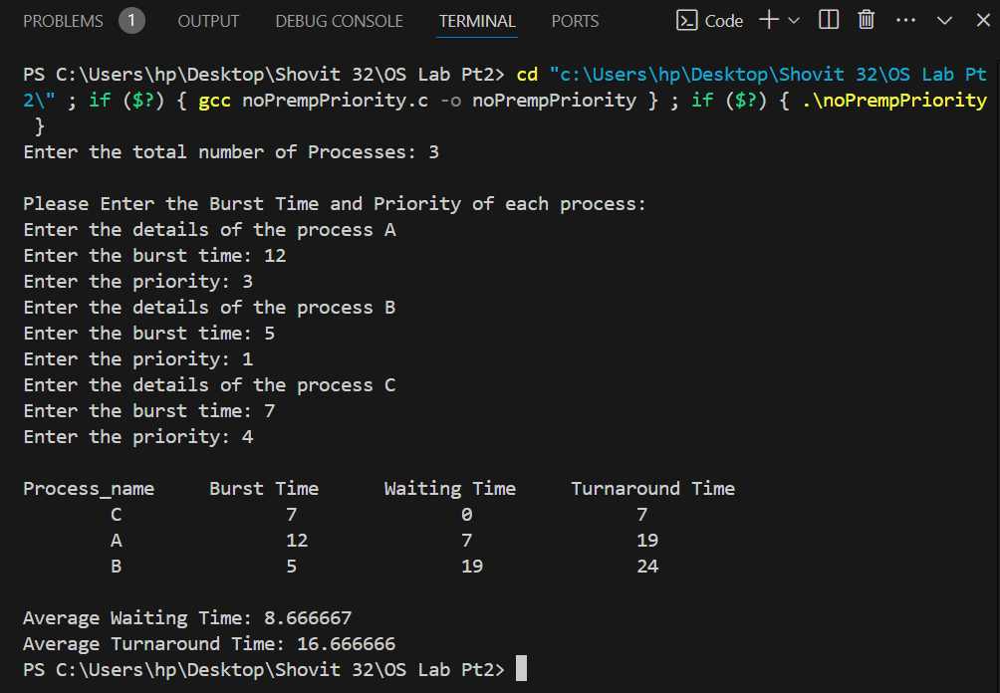 PROBLEMS 1 OUTPUT DEBUG CONSOLE TERMINAL PORTS Code
PS C:\Users\hp\Desktop\Shovit 32\OS Lab Pt2> cd "c:\Users\hp\Desktop\Shovit 32\OS Lab Pt
2\" ; if ($?) { gcc noPrempPriority.c -o noPrempPriority } ; if ($?) { .\noPrempPriority
}
Enter the total number of Processes: 3
Please Enter the Burst Time and Priority of each process:
Enter the details of the process A
Enter the burst time: 12
Enter the priority: 3
Enter the details of the process B
Enter the burst time: 5
Enter the priority: 1
Enter the details of the process C
Enter the burst time: 7
Enter the priority: 4
Process_name Burst Time Waiting Time Turnaround Time
C 7 0 7
A 12 7 19
B 5 19 24
Average Waiting Time: 8.666667
Average Turnaround Time: 16.666666
PS C:\Users\hp\Desktop\Shovit 32\OS Lab Pt2>